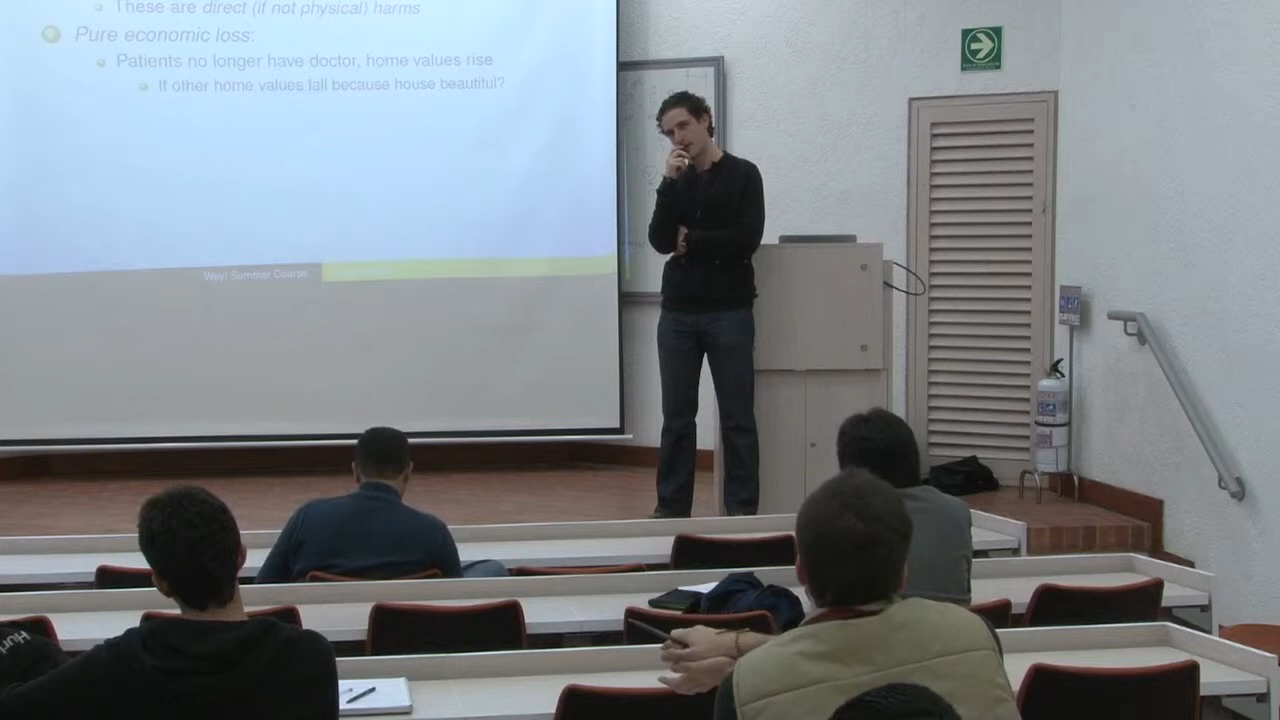 These are direct (if not physical) harms
Pure economic loss:
Patients no longer have doctor, home values rise
If other home values fall because house beautiful?
Weyl Summer Course
Hurl